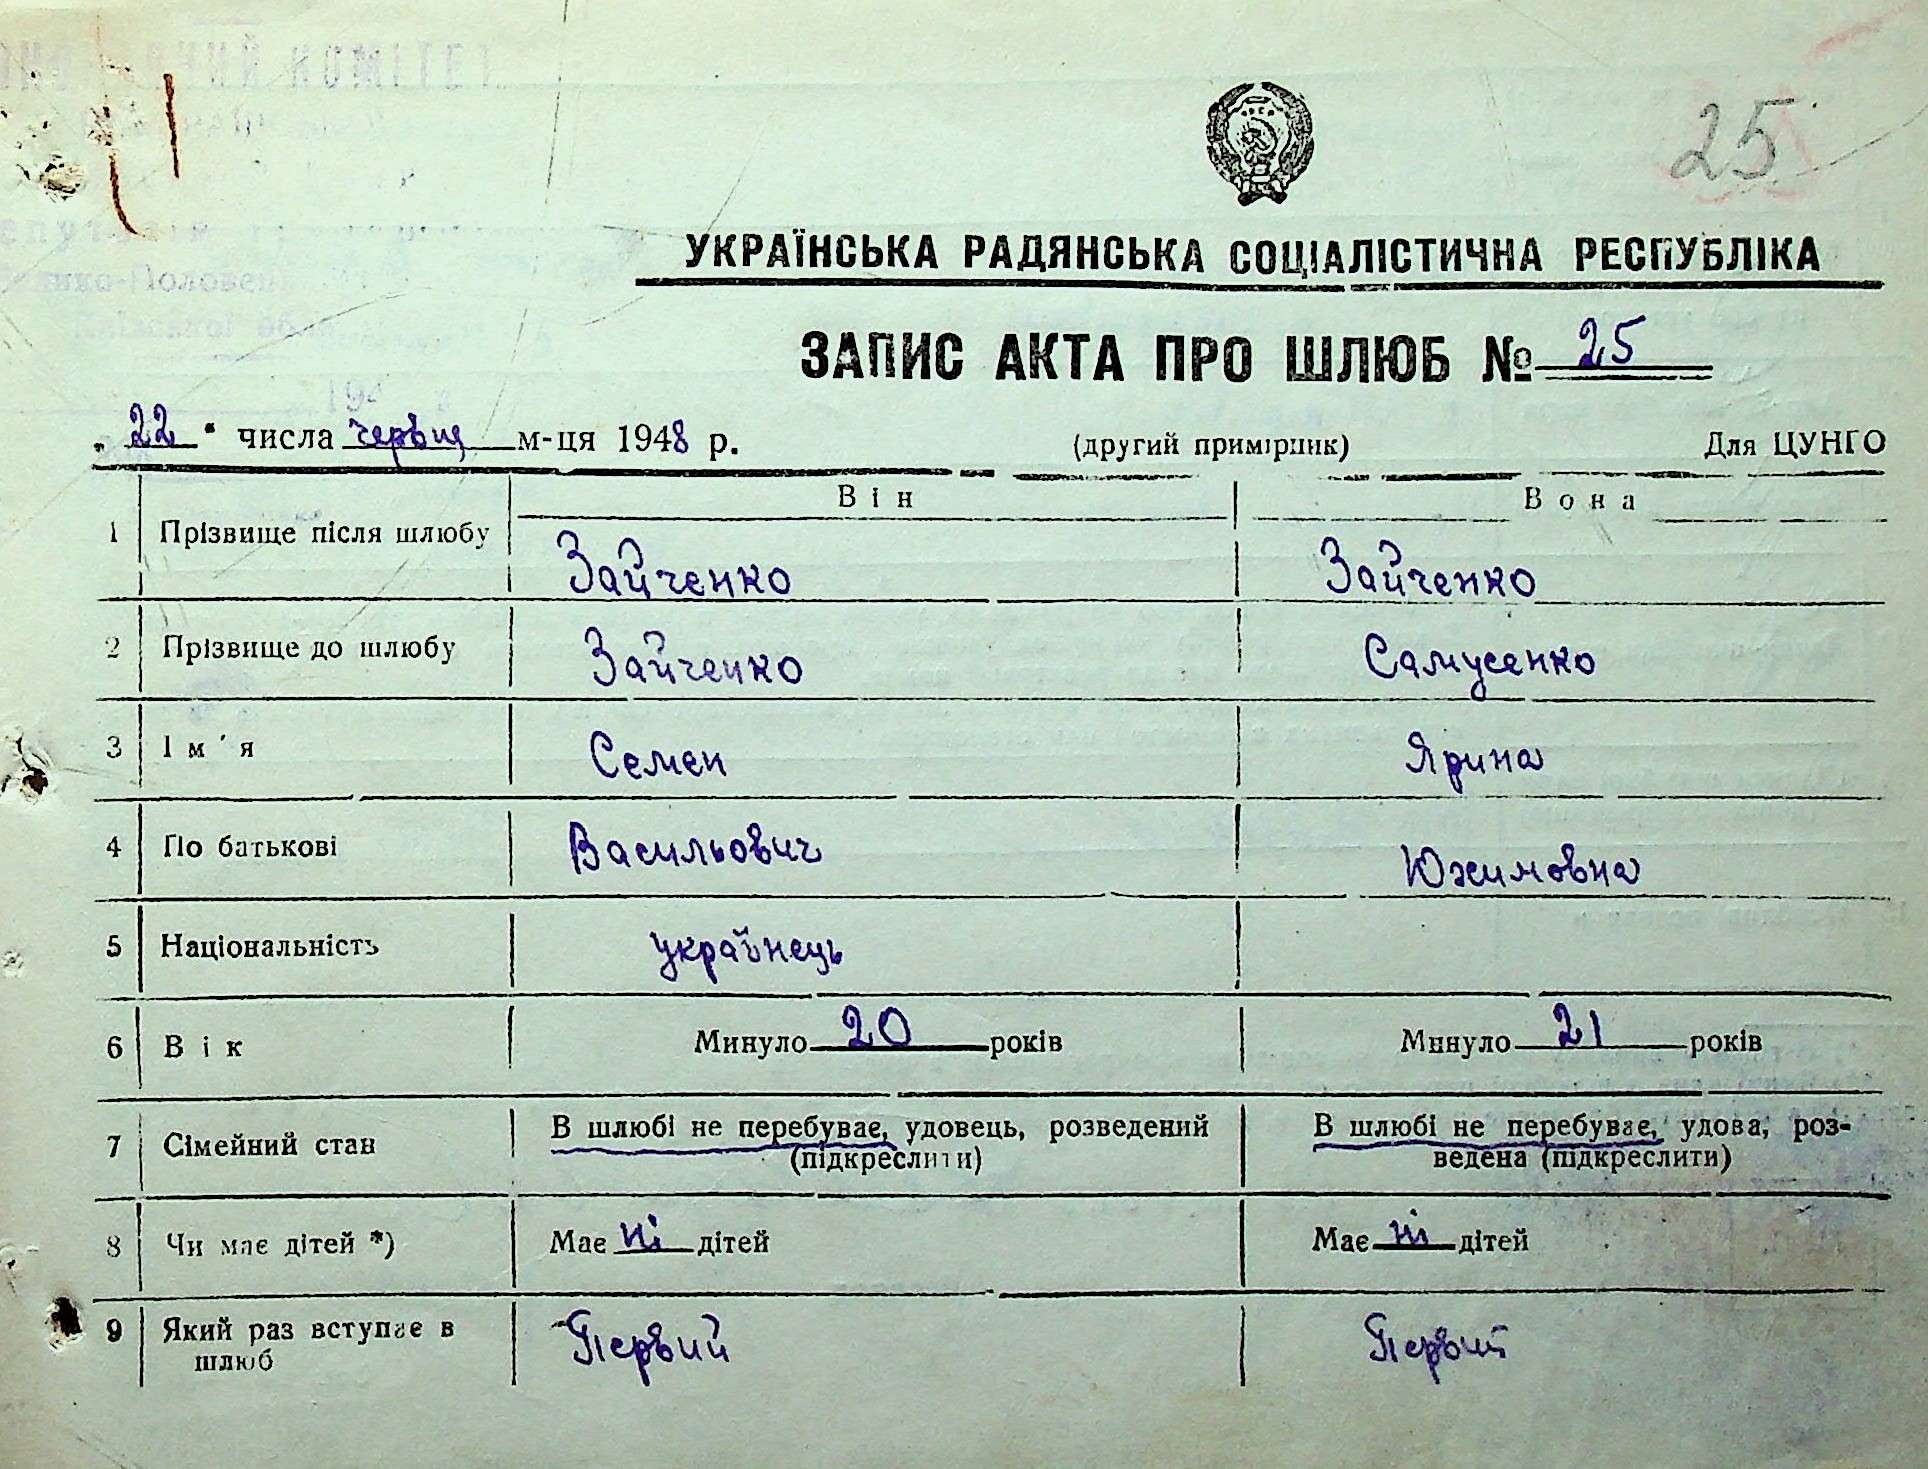 25
УКРАЇНСЬКА РАДЯНСЬКА СОЦІАЛІСТИЧНА РЕСПУБЛІКА
ЗАПИС АКТА ПРО ШЛЮБ № 25
„22“ числа червня м-ця 1948 р. (другий примірник) Для ЦУНГО
Він Вона
1 Прізвище після шлюбу Зайченко Зайченко
2 Прізвище до шлюбу Зайченко Самусенко
3 Ім'я Семен Ярина
4 По батькові Васильович Юхимовна
5 Національність українець
6 Вік Минуло 20 років Минуло 21 років
7 Сімейний стан В шлюбі не перебуває, удовець, розведений В шлюбі не перебуває, удова, роз-
(підкреслити) ведена (підкреслити)
8 Чи має дітей *) Має ні дітей Має ні дітей
9 Який раз вступає в Первий Первий
шлюб